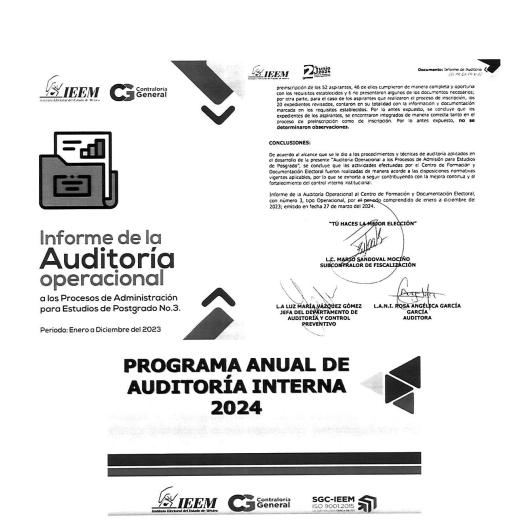 IEEM
Instituto Electoral del Estado de México
CG Contraloría
General
Informe de la
Auditoría
operacional
a los Procesos de Administración
para Estudios de Postgrado No.3.
Periodo: Enero a Diciembre del 2023
IEEM
Documento: Informe de Auditoría
preinscripción de los 52 aspirantes, 46 de ellos cumplieron de manera completa y oportuna
con los requisitos establecidos y 6 no presentaron algunos de los documentos necesarios;
por otra parte, para el caso de los aspirantes que realizaron el proceso de inscripción, los
20 expedientes revisados, contaron en su totalidad con la información y documentación
marcada en los requisitos establecidos. Por lo antes expuesto, se concluye que los
expedientes de los aspirantes, se encontraron integrados de manera correcta tanto en el
proceso de preinscripción como de inscripción. Por lo antes expuesto, no se
determinaron observaciones.
CONCLUSIONES:
De acuerdo al alcance que se le dio a los procedimientos y técnicas de auditoría aplicados en
el desarrollo de la presente "Auditoría Operacional a los Procesos de Admisión para Estudios
de Posgrado", se concluye que las actividades efectuadas por el Centro de Formación y
Documentación Electoral fueron realizadas de manera acorde a las disposiciones normativas
vigentes aplicables, por lo que se exhorta a seguir contribuyendo con la mejora continua y el
fortalecimiento del control interno institucional.
Informe de la Auditoría Operacional al Centro de Formación y Documentación Electoral,
con número 3, tipo Operacional, por el periodo comprendido de enero a diciembre de
2023; emitido en fecha 27 de marzo del 2024.
"TÚ HACES LA MEJOR ELECCIÓN"
L.C. MARIO SANDOVAL MOCIÑO
SUBCONTRALOR DE FISCALIZACIÓN
L.A LUZ MARÍA VÁZQUEZ GÓMEZ
JEFA DEL DEPARTAMENTO DE
AUDITORÍA Y CONTROL
PREVENTIVO
L.A.N.I. ROSA ANGÉLICA GARCÍA
GARCÍA
AUDITORA
PROGRAMA ANUAL DE
AUDITORÍA INTERNA
2024
IEEM
Instituto Electoral del Estado de México
CG Contraloría
General
SGC-IEEM
ISO 9001:2015